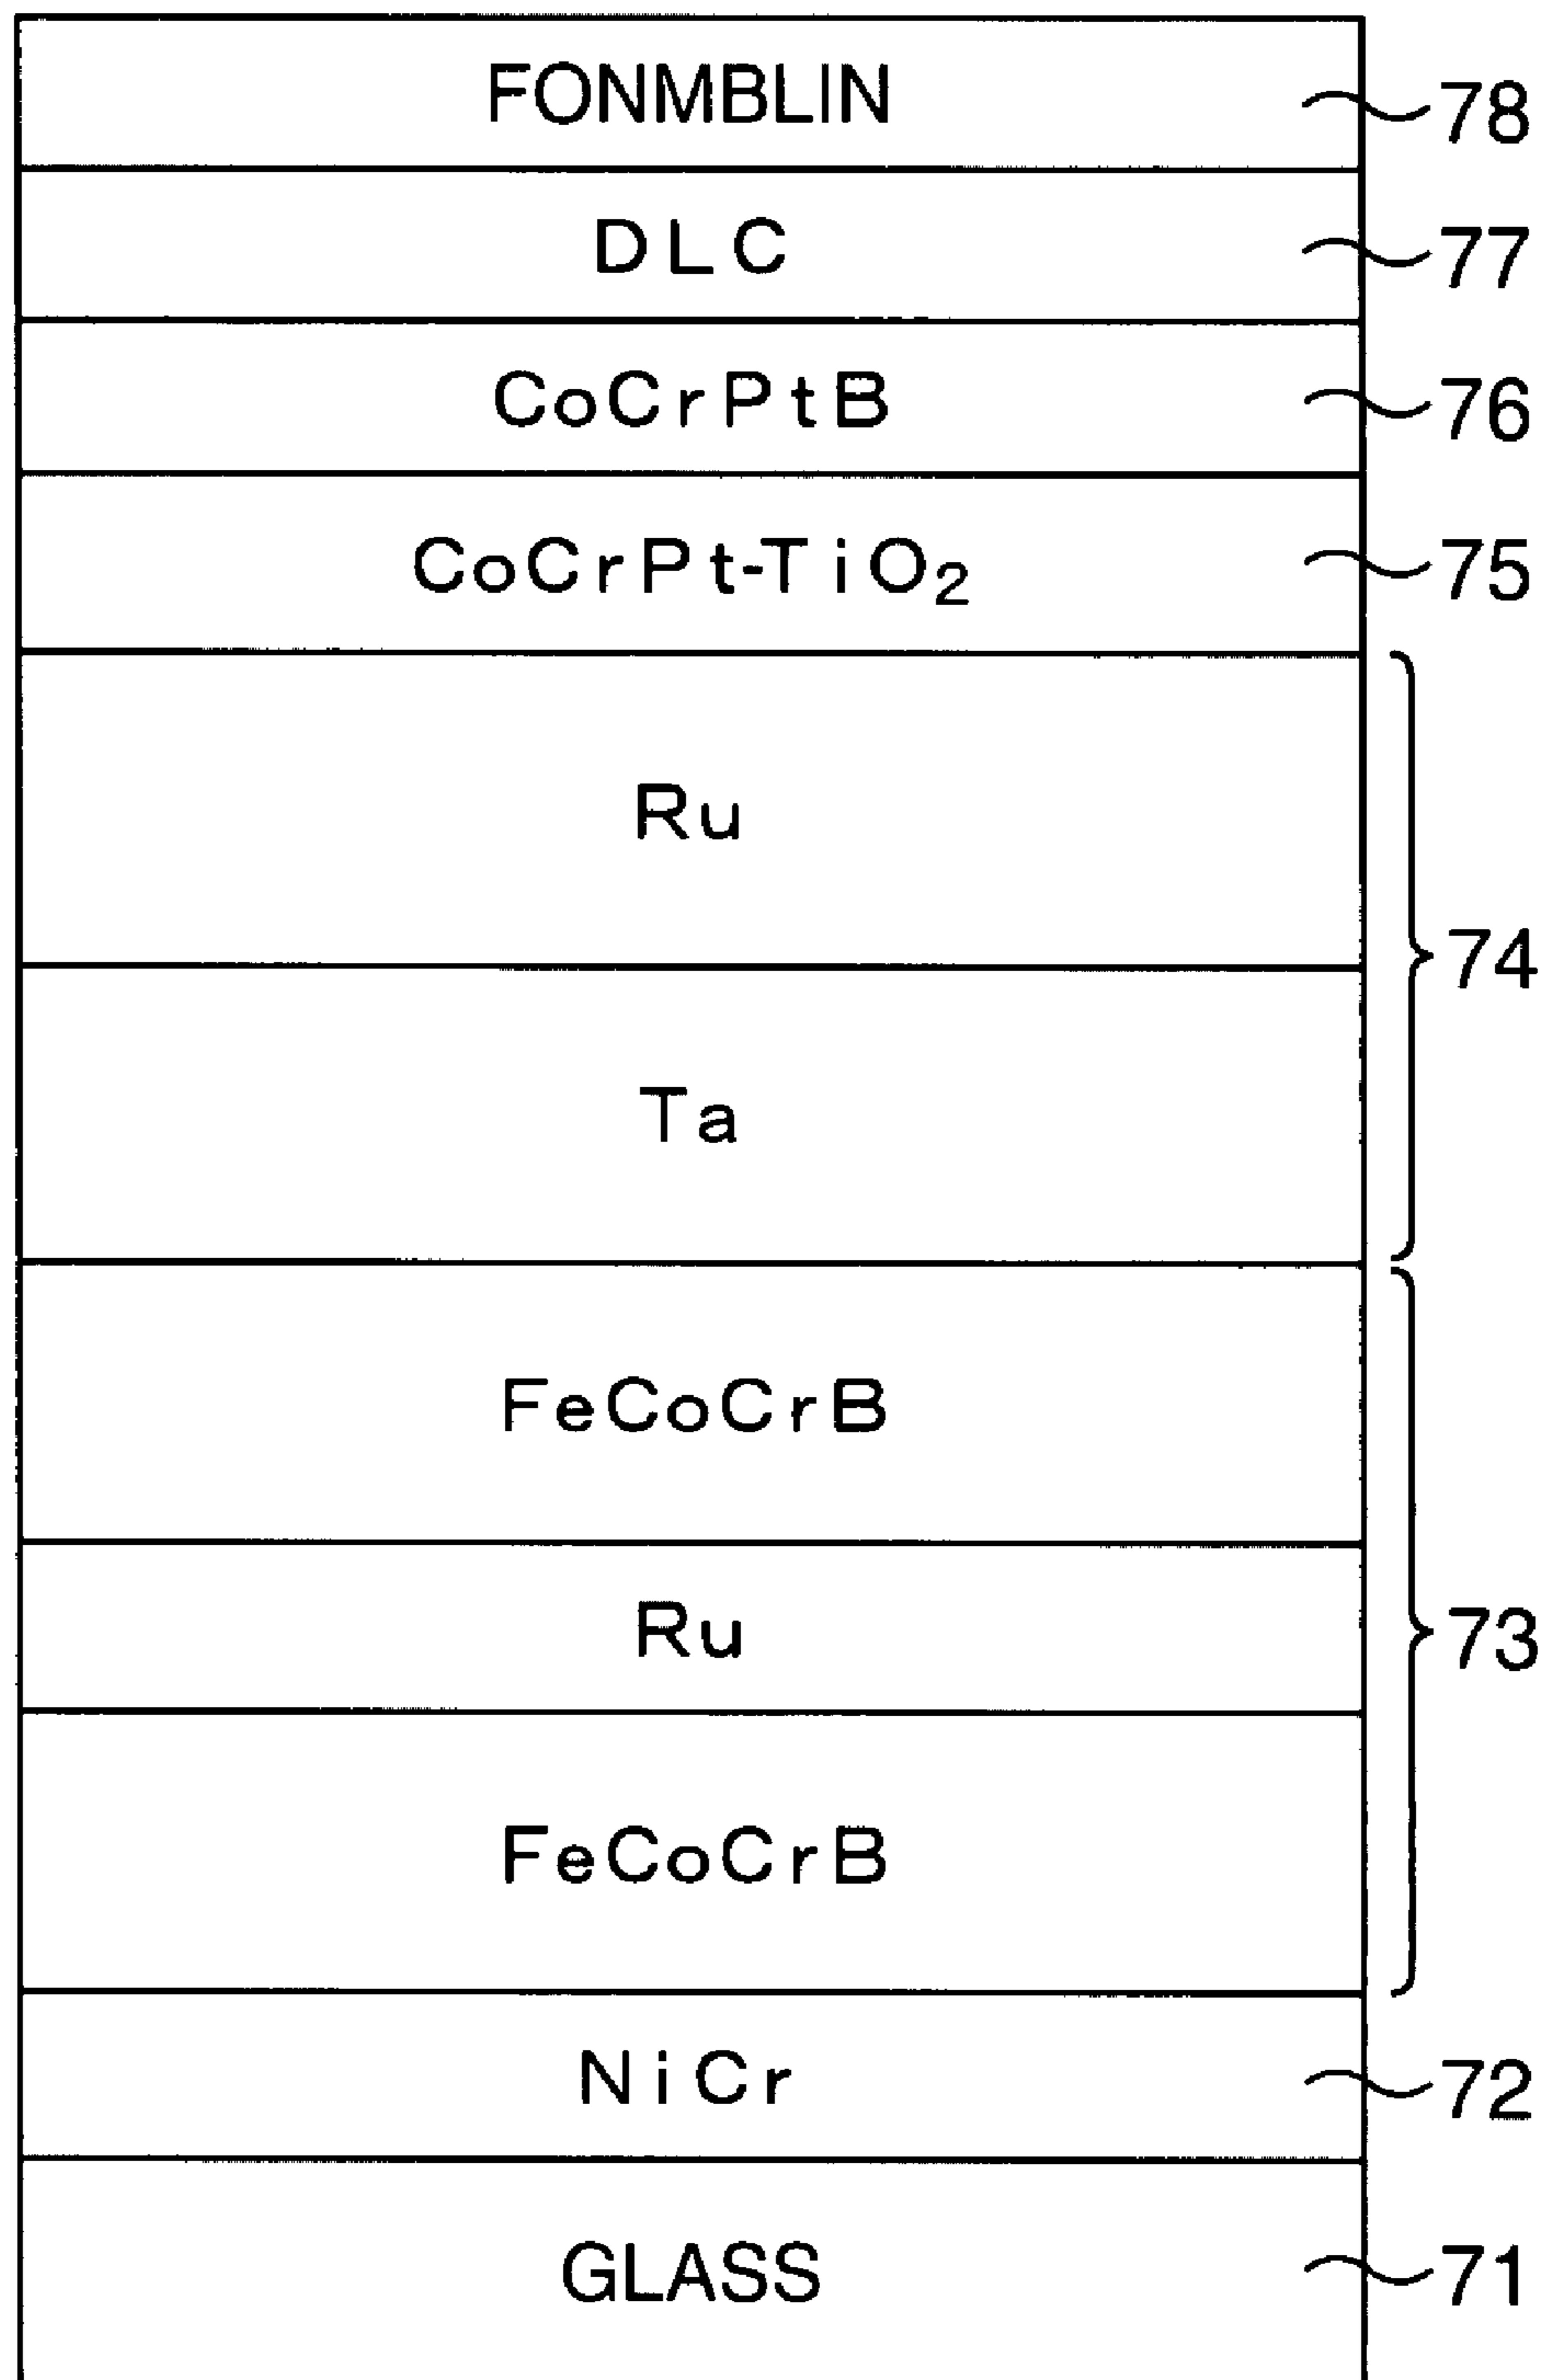 FONMBLIN 78
DLC 77
CoCrPtB 76
CoCrPt-TiO₂ 75
Ru
74
Ta
FeCoCrB
Ru 73
FeCoCrB
NiCr 72
GLASS 71